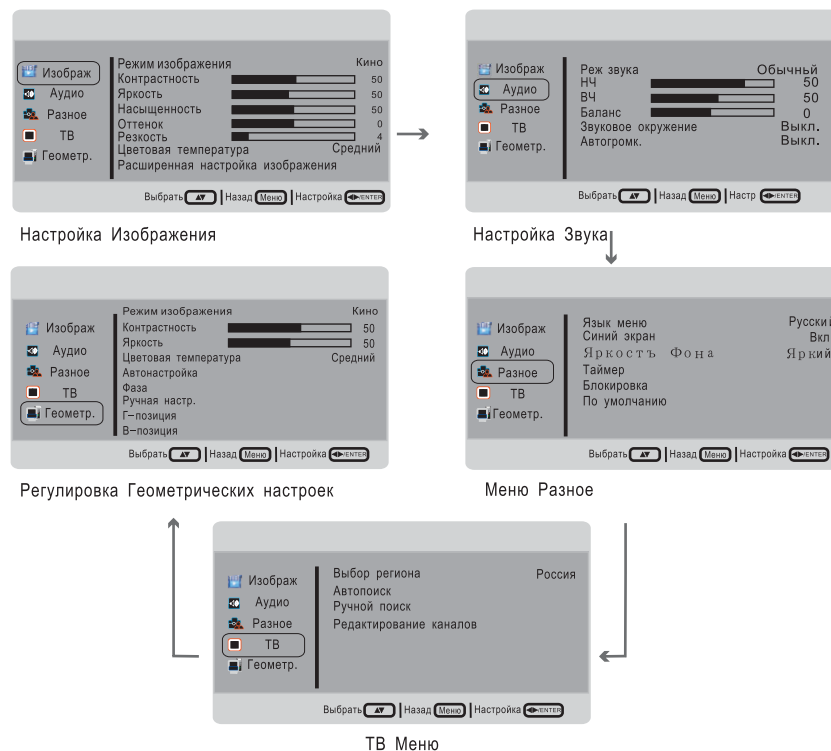 Изображ
Аудио
Разное
ТВ
Геометр.
Режим изображения Кино
Контрастность 50
Яркость 50
Насыщенность 50
Оттенок 0
Резкость 4
Цветовая температура Средний
Расширенная настройка изображения
Выбрать ▲▼ Назад Меню Настройка ◀▶/ENTER
Настройка Изображения
Изображ
Аудио
Разное
ТВ
Геометр.
Реж звука Обычньй
НЧ 50
ВЧ 50
Баланс 0
Звуковое окружение Выкл.
Автогромк. Выкл.
Выбрать ▲▼ Назад Меню Настр ◀▶/ENTER
Настройка Звука
Изображ
Аудио
Разное
ТВ
Геометр.
Режим изображения Кино
Контрастность 50
Яркость 50
Цветовая температура Средний
Автонастройка
Фаза
Ручная настр.
Г-позиция
В-позиция
Выбрать ▲▼ Назад Меню Настройка ◀▶/ENTER
Регулировка Геометрических настроек
Изображ
Аудио
Разное
ТВ
Геометр.
Язык меню Русский
Синий экран Вкл
Яркостъ Фона Яркий
Таймер
Блокировка
По умолчанию
Выбрать ▲▼ Назад Меню Настройка ◀▶/ENTER
Меню Разное
Изображ
Аудио
Разное
ТВ
Геометр.
Выбор региона Россия
Автопоиск
Ручной поиск
Редактирование каналов
Выбрать ▲▼ Назад Меню Настройка ◀▶/ENTER
ТВ Меню